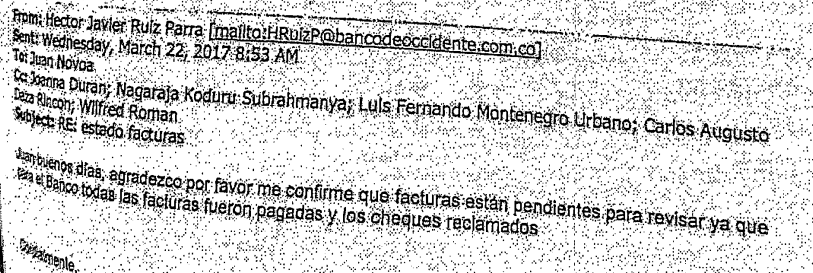 From: Hector Javier Ruiz Parra [mailto:HRuizP@bancodeoccidente.com.co]
Sent: Wednesday, March 22, 2017 8:53 AM
To: Juan Novoa
Cc: Joanna Duran; Nagaraja Koduru Subrahmanya; Luis Fernando Montenegro Urbano; Carlos Augusto
Daza Rincon; Wilfred Roman
Subject: RE: estado facturas
Juan buenos días, agradezco por favor me confirme que facturas están pendientes para revisar ya que
para el Banco todas las facturas fueron pagadas y los cheques reclamados
Cordialmente,